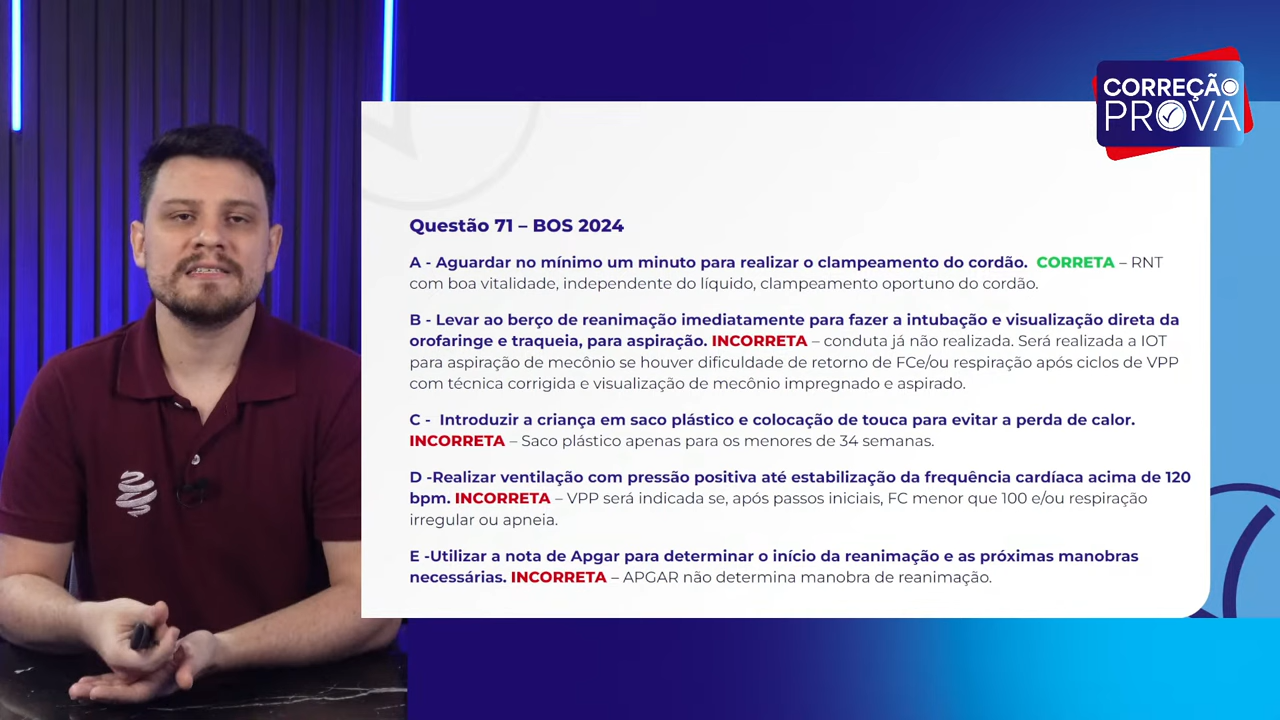 CORREÇÃO
PROVA
Questão 71 – BOS 2024
A - Aguardar no mínimo um minuto para realizar o clampeamento do cordão. CORRETA – RNT
com boa vitalidade, independente do líquido, clampeamento oportuno do cordão.
B - Levar ao berço de reanimação imediatamente para fazer a intubação e visualização direta da
orofaringe e traqueia, para aspiração. INCORRETA – conduta já não realizada. Será realizada a IOT
para aspiração de mecônio se houver dificuldade de retorno de FCe/ou respiração após ciclos de VPP
com técnica corrigida e visualização de mecônio impregnado e aspirado.
C - Introduzir a criança em saco plástico e colocação de touca para evitar a perda de calor.
INCORRETA – Saco plástico apenas para os menores de 34 semanas.
D -Realizar ventilação com pressão positiva até estabilização da frequência cardíaca acima de 120
bpm. INCORRETA – VPP será indicada se, após passos iniciais, FC menor que 100 e/ou respiração
irregular ou apneia.
E -Utilizar a nota de Apgar para determinar o início da reanimação e as próximas manobras
necessárias. INCORRETA – APGAR não determina manobra de reanimação.